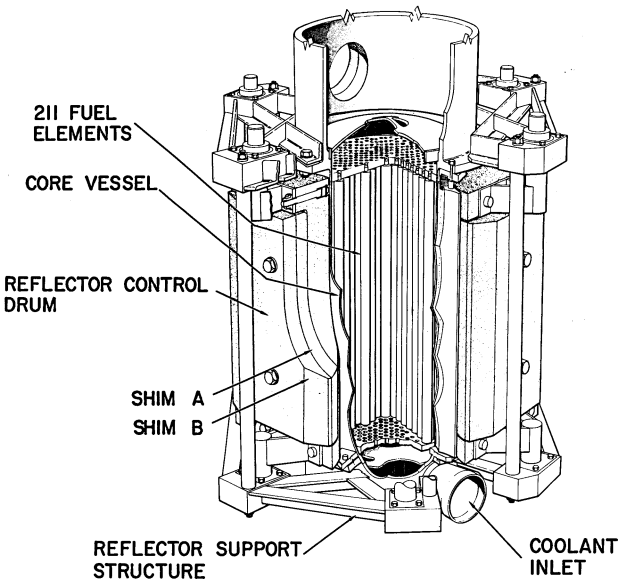 211 FUEL
ELEMENTS
CORE VESSEL
REFLECTOR CONTROL
DRUM
SHIM A
SHIM B
REFLECTOR SUPPORT
STRUCTURE
COOLANT
INLET